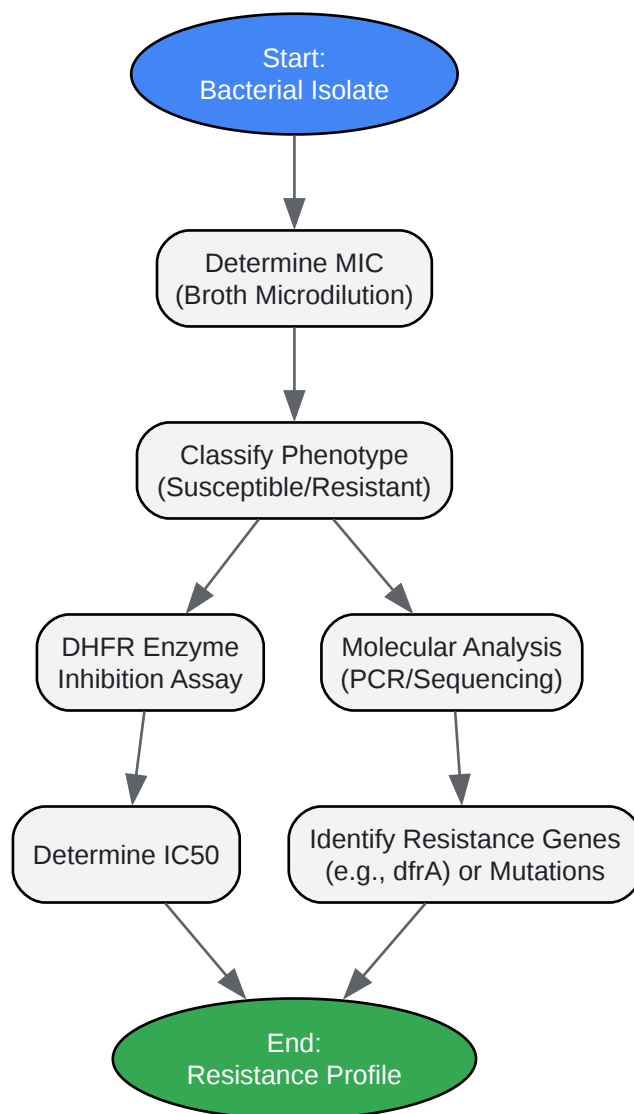 Start:
Bacterial Isolate
Determine MIC
(Broth Microdilution)
Classify Phenotype
(Susceptible/Resistant)
DHFR Enzyme
Inhibition Assay
Molecular Analysis
(PCR/Sequencing)
Determine IC50
Identify Resistance Genes
(e.g., dfrA) or Mutations
End:
Resistance Profile